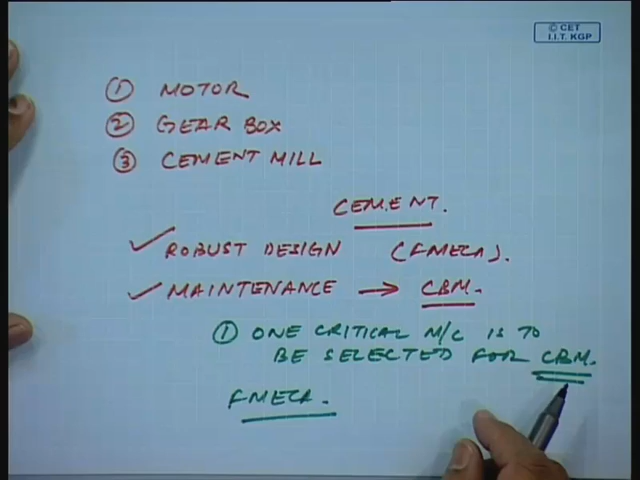 © CET
I.I.T. KGP
① MOTOR
② GEAR BOX
③ CEMENT MILL
CEMENT.
✓ ROBUST DESIGN (FMECA).
✓ MAINTENANCE → CBM.
① ONE CRITICAL M/C IS TO
BE SELECTED FOR CBM.
FMECA.